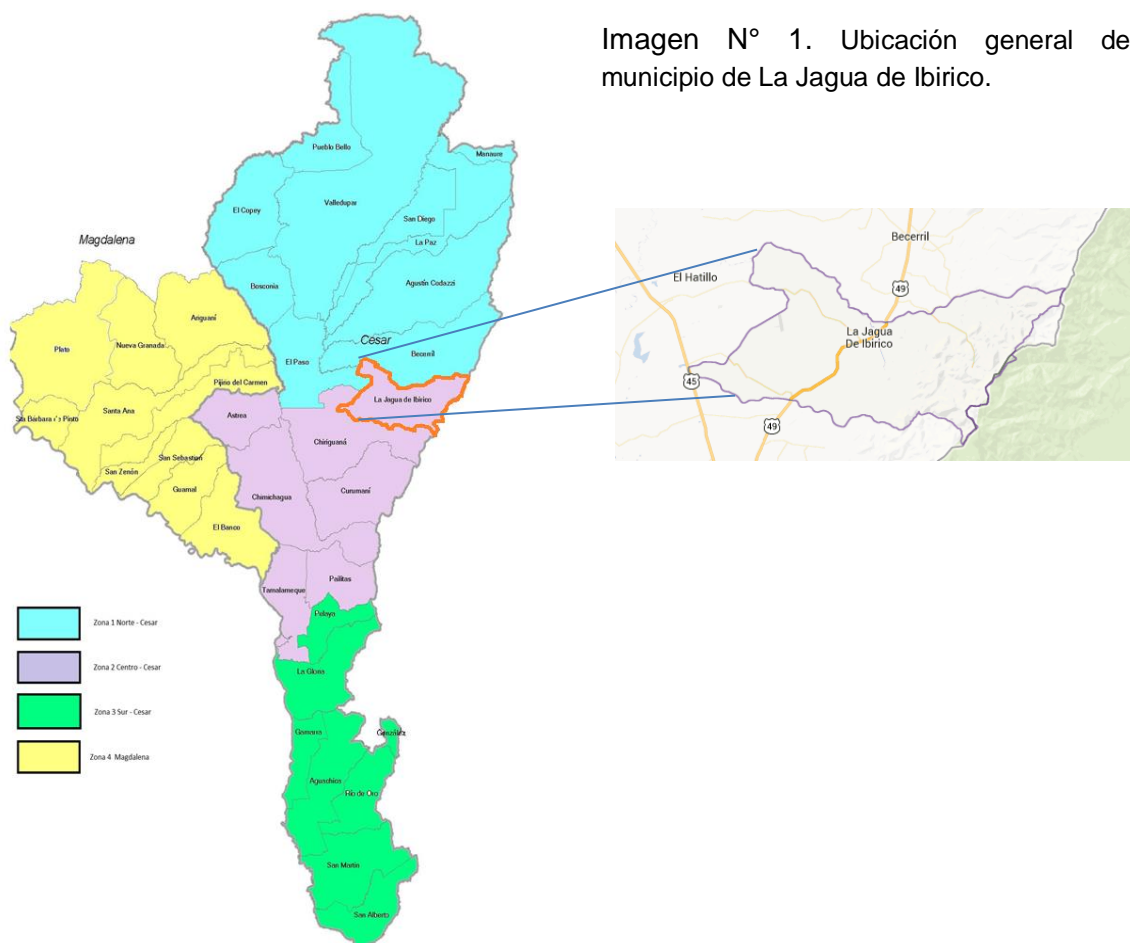 Imagen N° 1. Ubicación general de
municipio de La Jagua de Ibirico.
Pueblo Bello
Manaure
El Copey
Valledupar
San Diego
La Paz
Magdalena
Agustín Codazzi
Bosconia
Ariguaní
Cesar
Plato
Nueva Granada
El Paso
Becerril
Pijiño del Carmen
La Jagua de Ibirico
Santa Ana
Astrea
Chiriguaná
San Sebastian
San Zenón
Guamal
Chimichagua
Curumaní
El Banco
Tamalameque
Pailitas
Pelaya
La Gloria
Gamarra
González
Aguachica
Río de Oro
San Martín
San Alberto
Becerril
El Hatillo
49
La Jagua
De Ibirico
45
49
Zona 1 Norte - Cesar
Zona 2 Centro - Cesar
Zona 3 Sur - Cesar
Zona 4 Magdalena